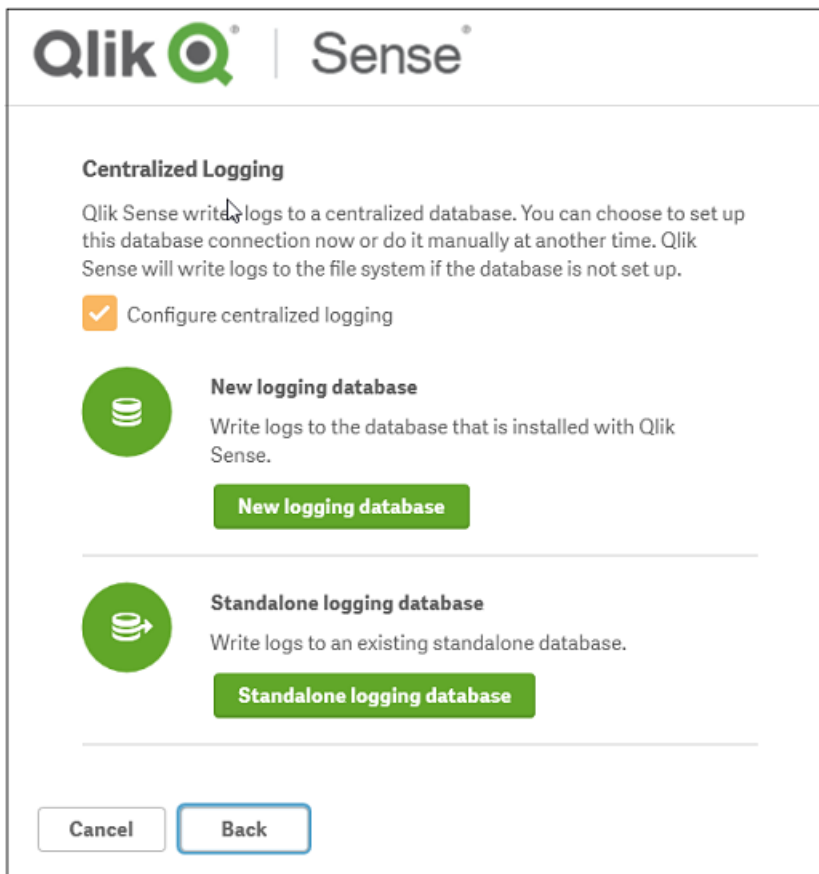 Qlik Q® | Sense®
Centralized Logging
Qlik Sense writes logs to a centralized database. You can choose to set up
this database connection now or do it manually at another time. Qlik
Sense will write logs to the file system if the database is not set up.
Configure centralized logging
New logging database
Write logs to the database that is installed with Qlik
Sense.
New logging database
Standalone logging database
Write logs to an existing standalone database.
Standalone logging database
Cancel
Back